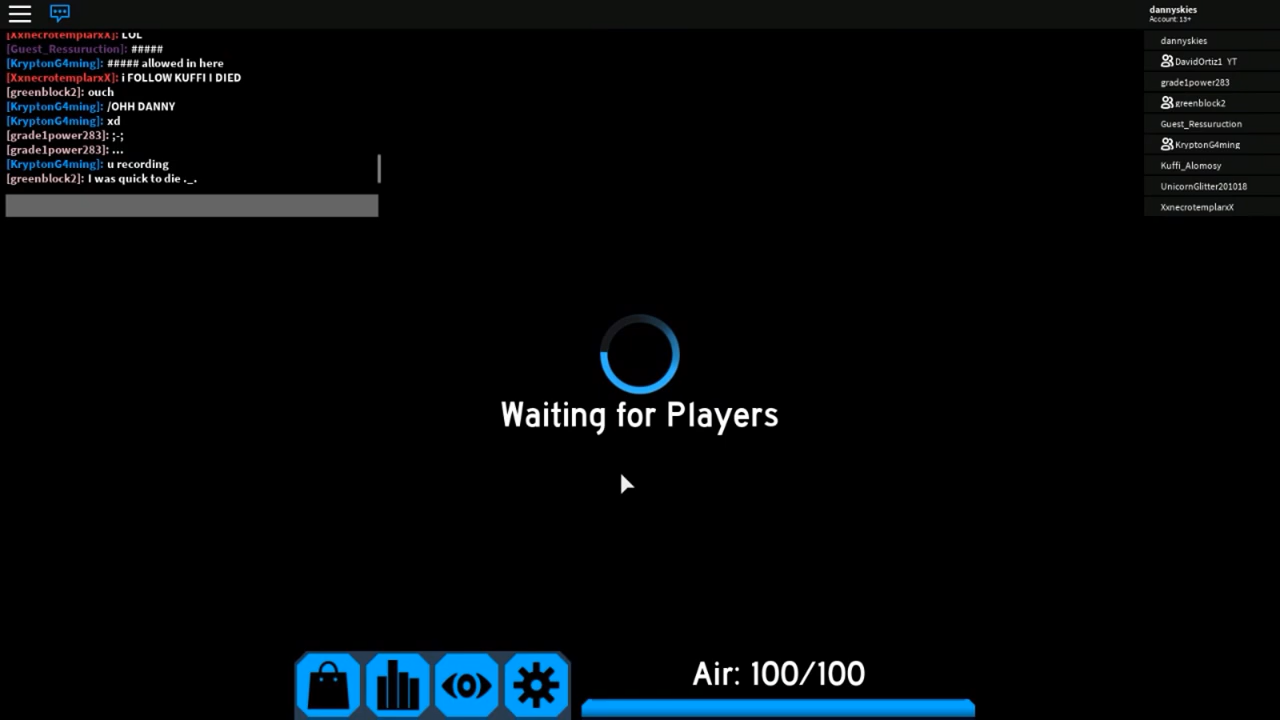 dannyskies
Account: 13+
[XxnecrotemplarxX]: LOL
[Guest_Ressuruction]: #####
[KryptonG4ming]: ##### allowed in here
[XxnecrotemplarxX]: i FOLLOW KUFFI I DIED
[greenblock2]: ouch
[KryptonG4ming]: /OHH DANNY
[KryptonG4ming]: xd
[grade1power283]: ;-;
[grade1power283]: ...
[KryptonG4ming]: u recording
[greenblock2]: I was quick to die ._.
dannyskies
DavidOrtiz1 YT
grade1power283
greenblock2
Guest_Ressuruction
KryptonG4ming
Kuffi_Alomosy
UnicornGlitter201018
XxnecrotemplarxX
Waiting for Players
Air: 100/100